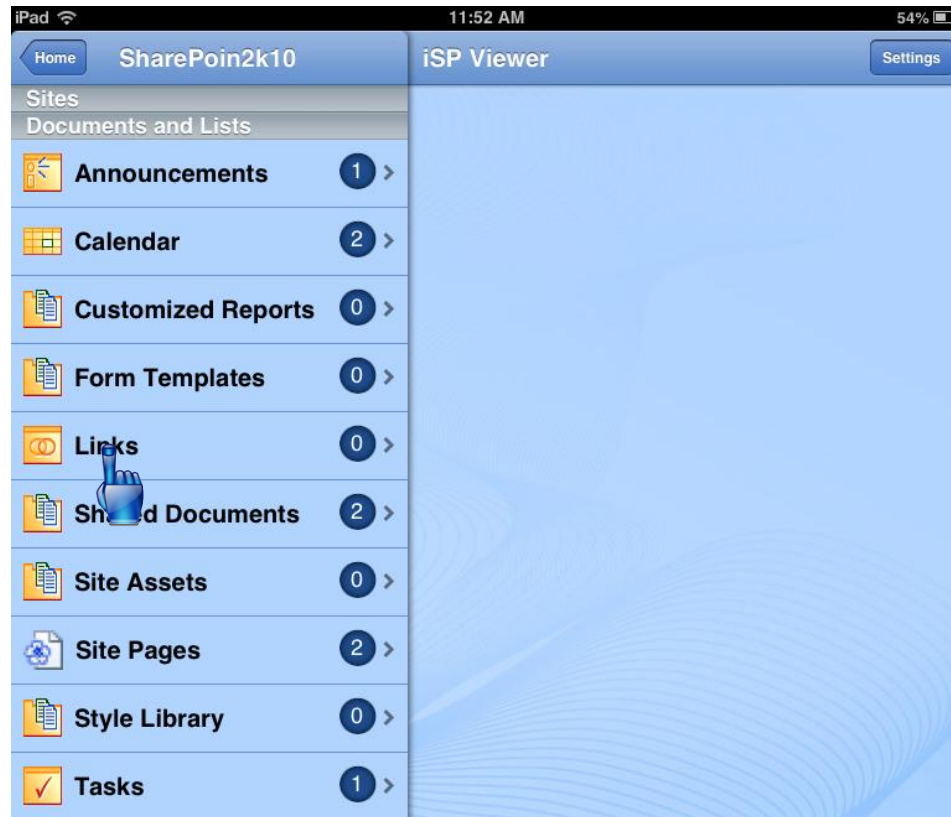 iPad 11:52 AM 54%
Home SharePoin2k10 iSP Viewer Settings
Sites
Documents and Lists
Announcements 1
Calendar 2
Customized Reports 0
Form Templates 0
Links 0
Shared Documents 2
Site Assets 0
Site Pages 2
Style Library 0
Tasks 1